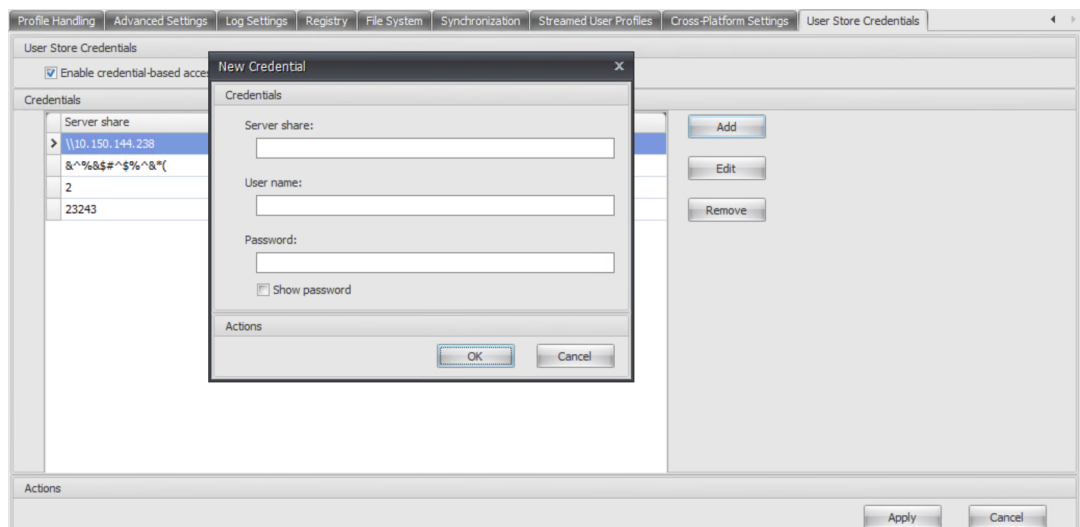 Profile Handling Advanced Settings Log Settings Registry File System Synchronization Streamed User Profiles Cross-Platform Settings User Store Credentials
User Store Credentials
Enable credential-based acces
New Credential x
Credentials
Credentials
Server share
Server share:
Add
\\10.150.144.238
&^%&$#^$%^&*(
Edit
User name:
2
23243
Remove
Password:
Show password
Actions
OK Cancel
Actions
Apply Cancel